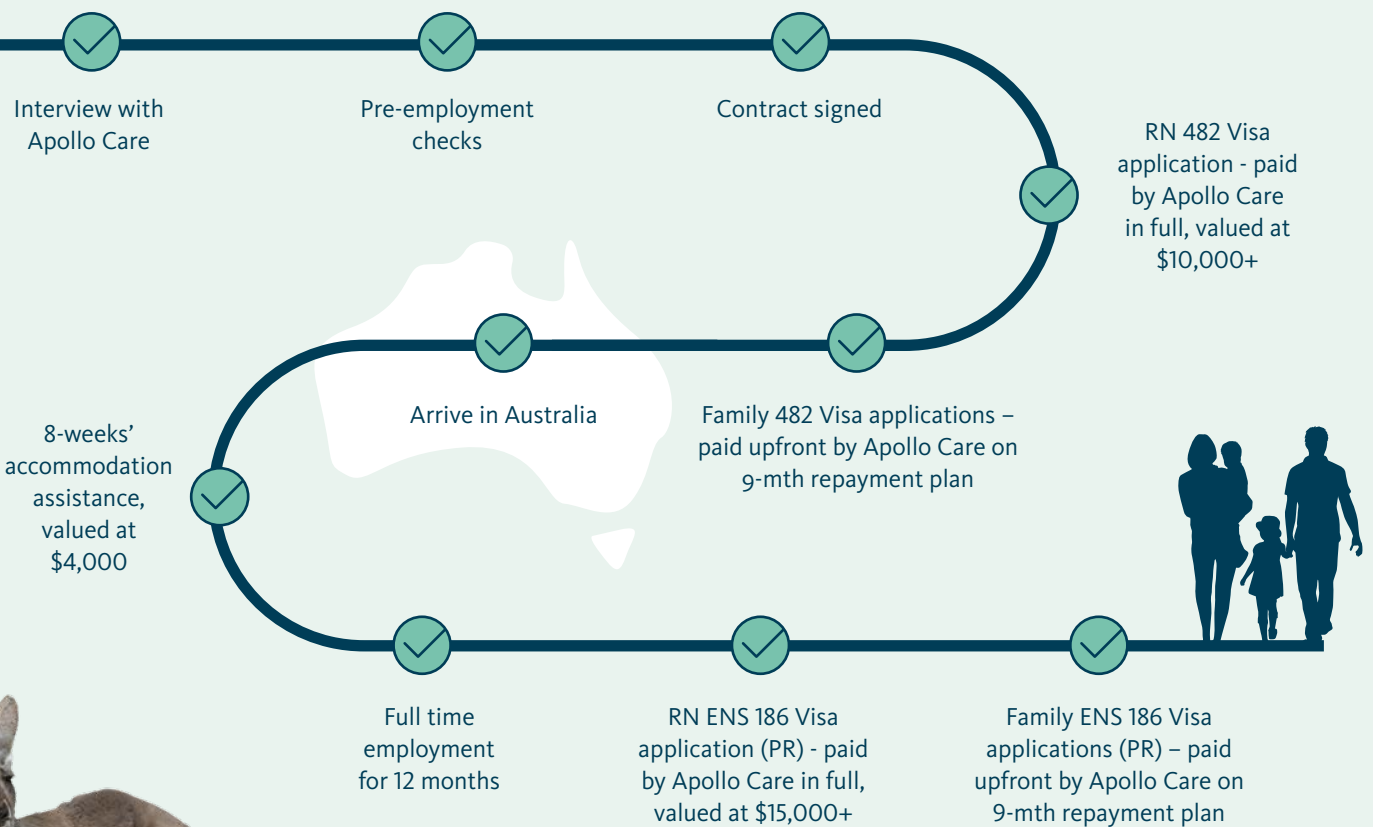 Interview with
Apollo Care
Pre-employment
checks
Contract signed
RN 482 Visa
application - paid
by Apollo Care
in full, valued at
$10,000+
Family 482 Visa applications –
paid upfront by Apollo Care on
9-mth repayment plan
Arrive in Australia
8-weeks’
accommodation
assistance,
valued at
$4,000
Full time
employment
for 12 months
RN ENS 186 Visa
application (PR) - paid
by Apollo Care in full,
valued at $15,000+
Family ENS 186 Visa
applications (PR) – paid
upfront by Apollo Care on
9-mth repayment plan